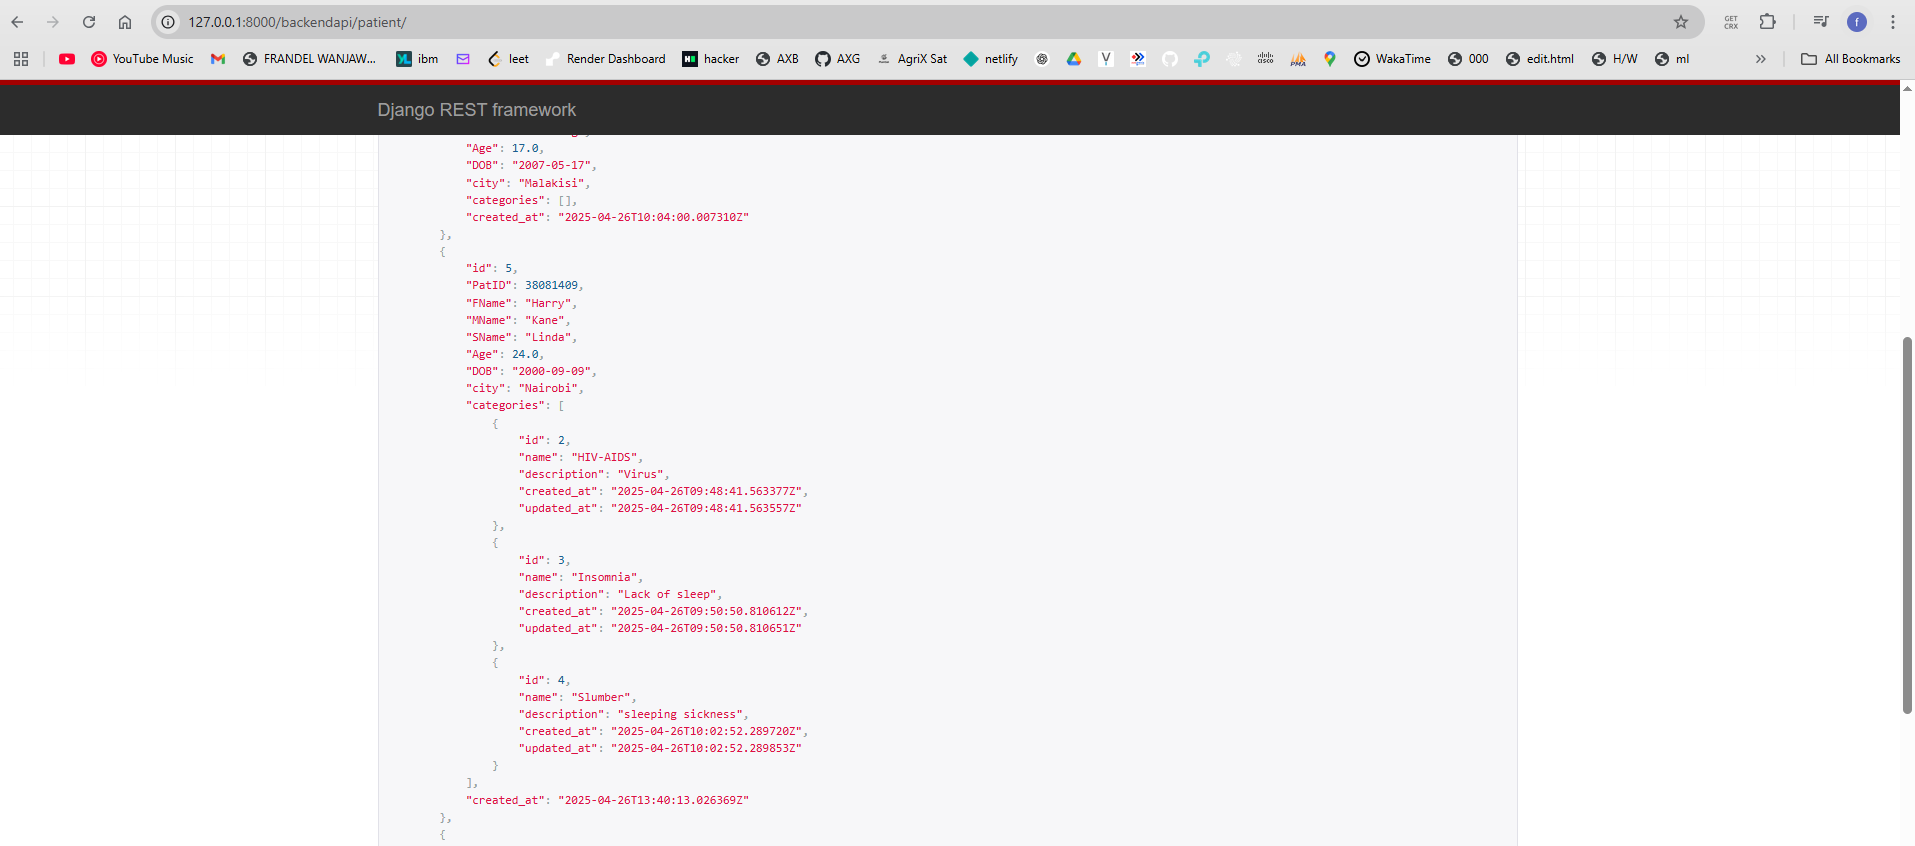 127.0.0.1:8000/backendapi/patient/
GET
CRX
f
YouTube Music
FRANDEL WANJAW...
ibm
leet
Render Dashboard
hacker
AXB
AXG
AgriX Sat
netlify
WakaTime
000
edit.html
H/W
ml
»
All Bookmarks
Django REST framework
"Age": 17.0,
"DOB": "2007-05-17",
"city": "Malakisi",
"categories": [],
"created_at": "2025-04-26T10:04:00.007310Z"
},
{
"id": 5,
"PatID": 38081409,
"FName": "Harry",
"MName": "Kane",
"SName": "Linda",
"Age": 24.0,
"DOB": "2000-09-09",
"city": "Nairobi",
"categories": [
{
"id": 2,
"name": "HIV-AIDS",
"description": "Virus",
"created_at": "2025-04-26T09:48:41.563377Z",
"updated_at": "2025-04-26T09:48:41.563557Z"
},
{
"id": 3,
"name": "Insomnia",
"description": "Lack of sleep",
"created_at": "2025-04-26T09:50:50.810612Z",
"updated_at": "2025-04-26T09:50:50.810651Z"
},
{
"id": 4,
"name": "Slumber",
"description": "sleeping sickness",
"created_at": "2025-04-26T10:02:52.289720Z",
"updated_at": "2025-04-26T10:02:52.289853Z"
}
],
"created_at": "2025-04-26T13:40:13.026369Z"
},
{